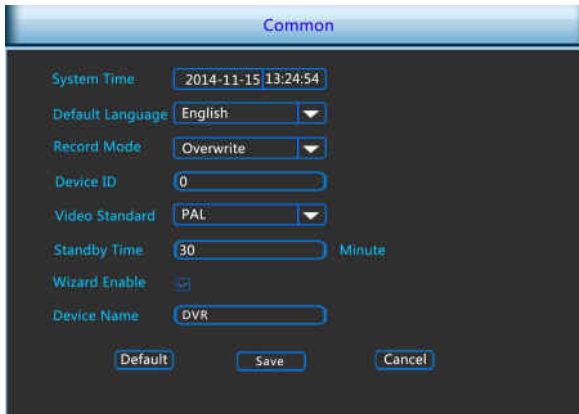 Common
System Time 2014-11-15 13:24:54
Default Language English
Record Mode Overwrite
Device ID 0
Video Standard PAL
Standby Time 30 Minute
Wizard Enable
Device Name DVR
Default Save Cancel